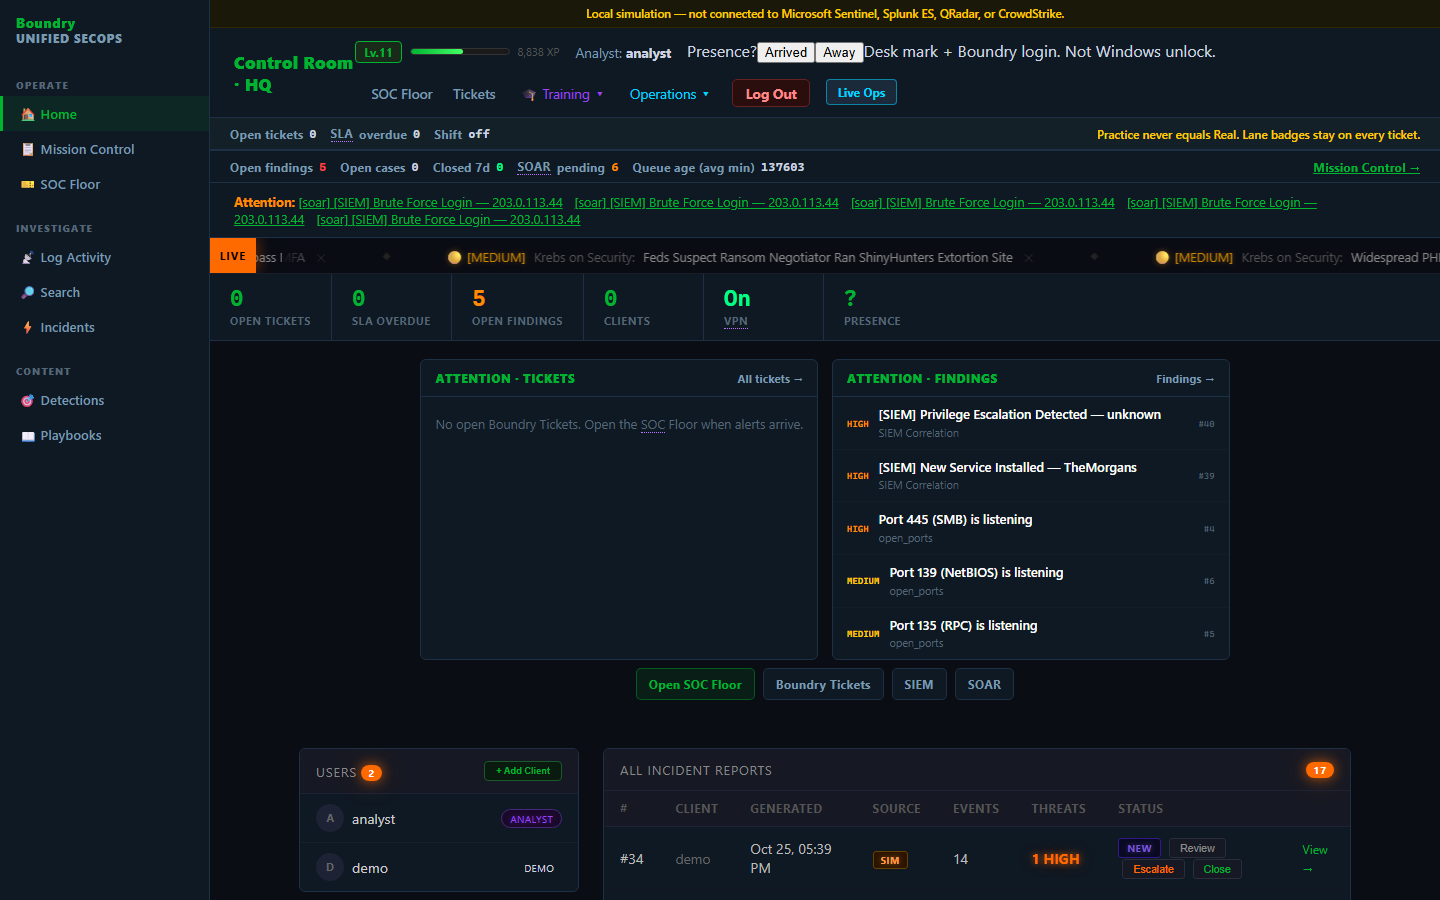 Local simulation — not connected to Microsoft Sentinel, Splunk ES, QRadar, or CrowdStrike.
Boundry
UNIFIED SECOPS
OPERATE
Home
Mission Control
SOC Floor
INVESTIGATE
Log Activity
Search
Incidents
CONTENT
Detections
Playbooks
Control Room · HQ
Lv.11
8,838 XP
Analyst: analyst
Presence? Arrived Away Desk mark + Boundry login. Not Windows unlock.
SOC Floor Tickets Training ▾ Operations ▾ Log Out Live Ops
Open tickets 0 SLA overdue 0 Shift off
Practice never equals Real. Lane badges stay on every ticket.
Open findings 5 Open cases 0 Closed 7d 0 SOAR pending 6 Queue age (avg min) 137603
Mission Control →
Attention: [soar] [SIEM] Brute Force Login — 203.0.113.44 [soar] [SIEM] Brute Force Login — 203.0.113.44 [soar] [SIEM] Brute Force Login — 203.0.113.44 [soar] [SIEM] Brute Force Login —
203.0.113.44 [soar] [SIEM] Brute Force Login — 203.0.113.44
LIVE
MFA × ◆ [MEDIUM] Krebs on Security: Feds Suspect Ransom Negotiator Ran ShinyHunters Extortion Site × ◆ [MEDIUM] Krebs on Security: Widespread
0 OPEN TICKETS
0 SLA OVERDUE
5 OPEN FINDINGS
0 CLIENTS
On VPN
? PRESENCE
ATTENTION · TICKETS
All tickets →
No open Boundry Tickets. Open the SOC Floor when alerts arrive.
ATTENTION · FINDINGS
Findings →
HIGH [SIEM] Privilege Escalation Detected — unknown #40
SIEM Correlation
HIGH [SIEM] New Service Installed — TheMorgans #39
SIEM Correlation
HIGH Port 445 (SMB) is listening #4
open_ports
MEDIUM Port 139 (NetBIOS) is listening #6
open_ports
MEDIUM Port 135 (RPC) is listening #5
open_ports
Open SOC Floor Boundry Tickets SIEM SOAR
USERS 2
+ Add Client
A analyst ANALYST
D demo DEMO
ALL INCIDENT REPORTS 17
# CLIENT GENERATED SOURCE EVENTS THREATS STATUS
#34 demo Oct 25, 05:39 PM SIM 14 1 HIGH NEW Review Escalate Close View →